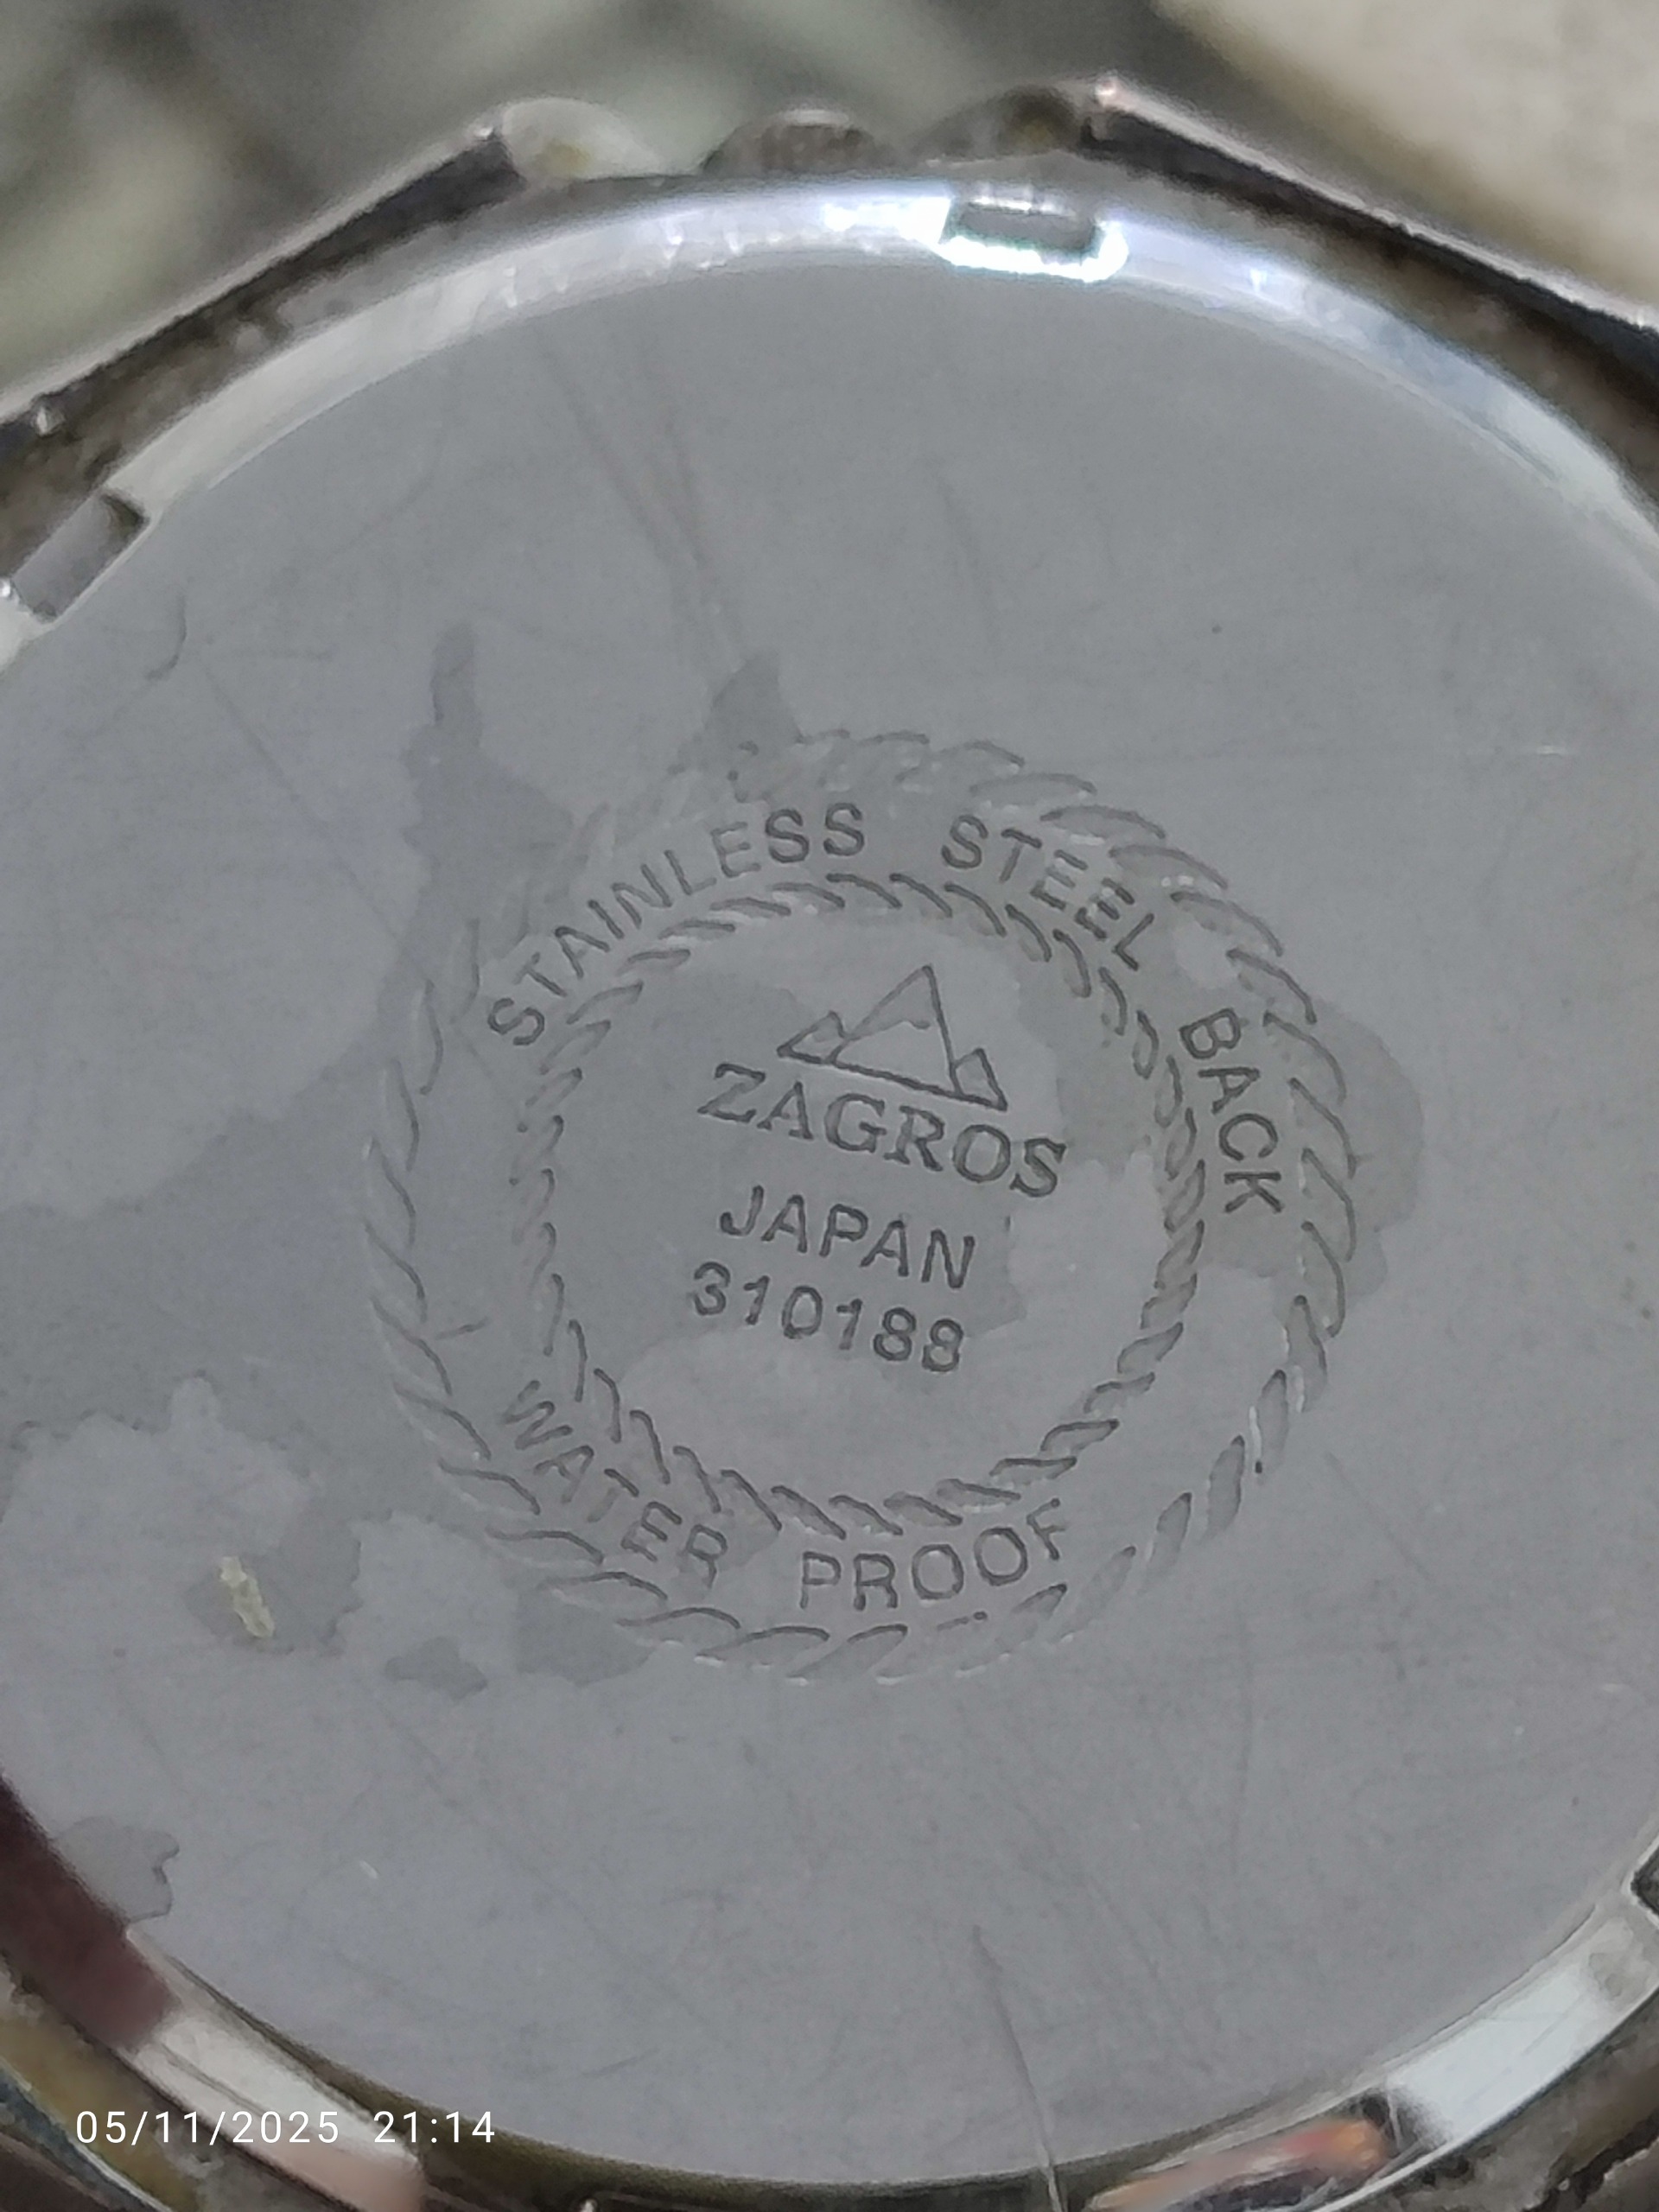 STAINLESS STEEL BACK
ZAGROS
JAPAN
310188
WATER PROOF
05/11/2025 21:14